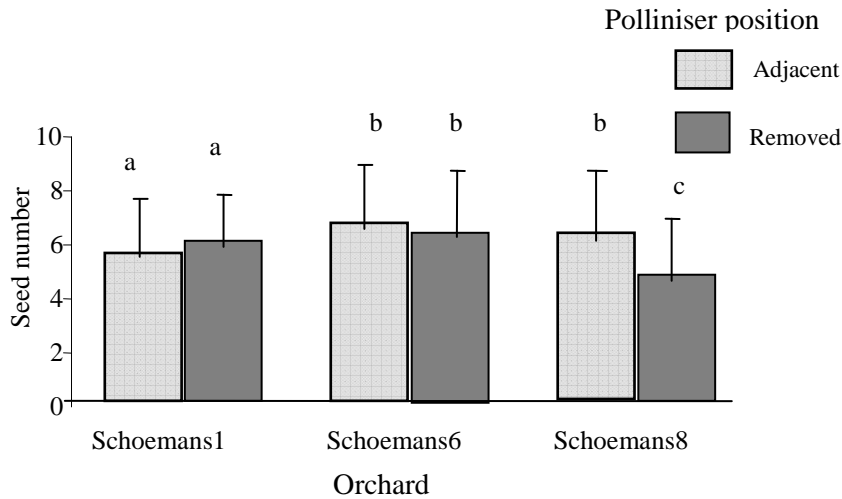 Polliniser position
Adjacent
Removed
10
8
6
4
2
0
Seed number
a
a
b
b
b
c
Schoemans1
Schoemans6
Schoemans8
Orchard